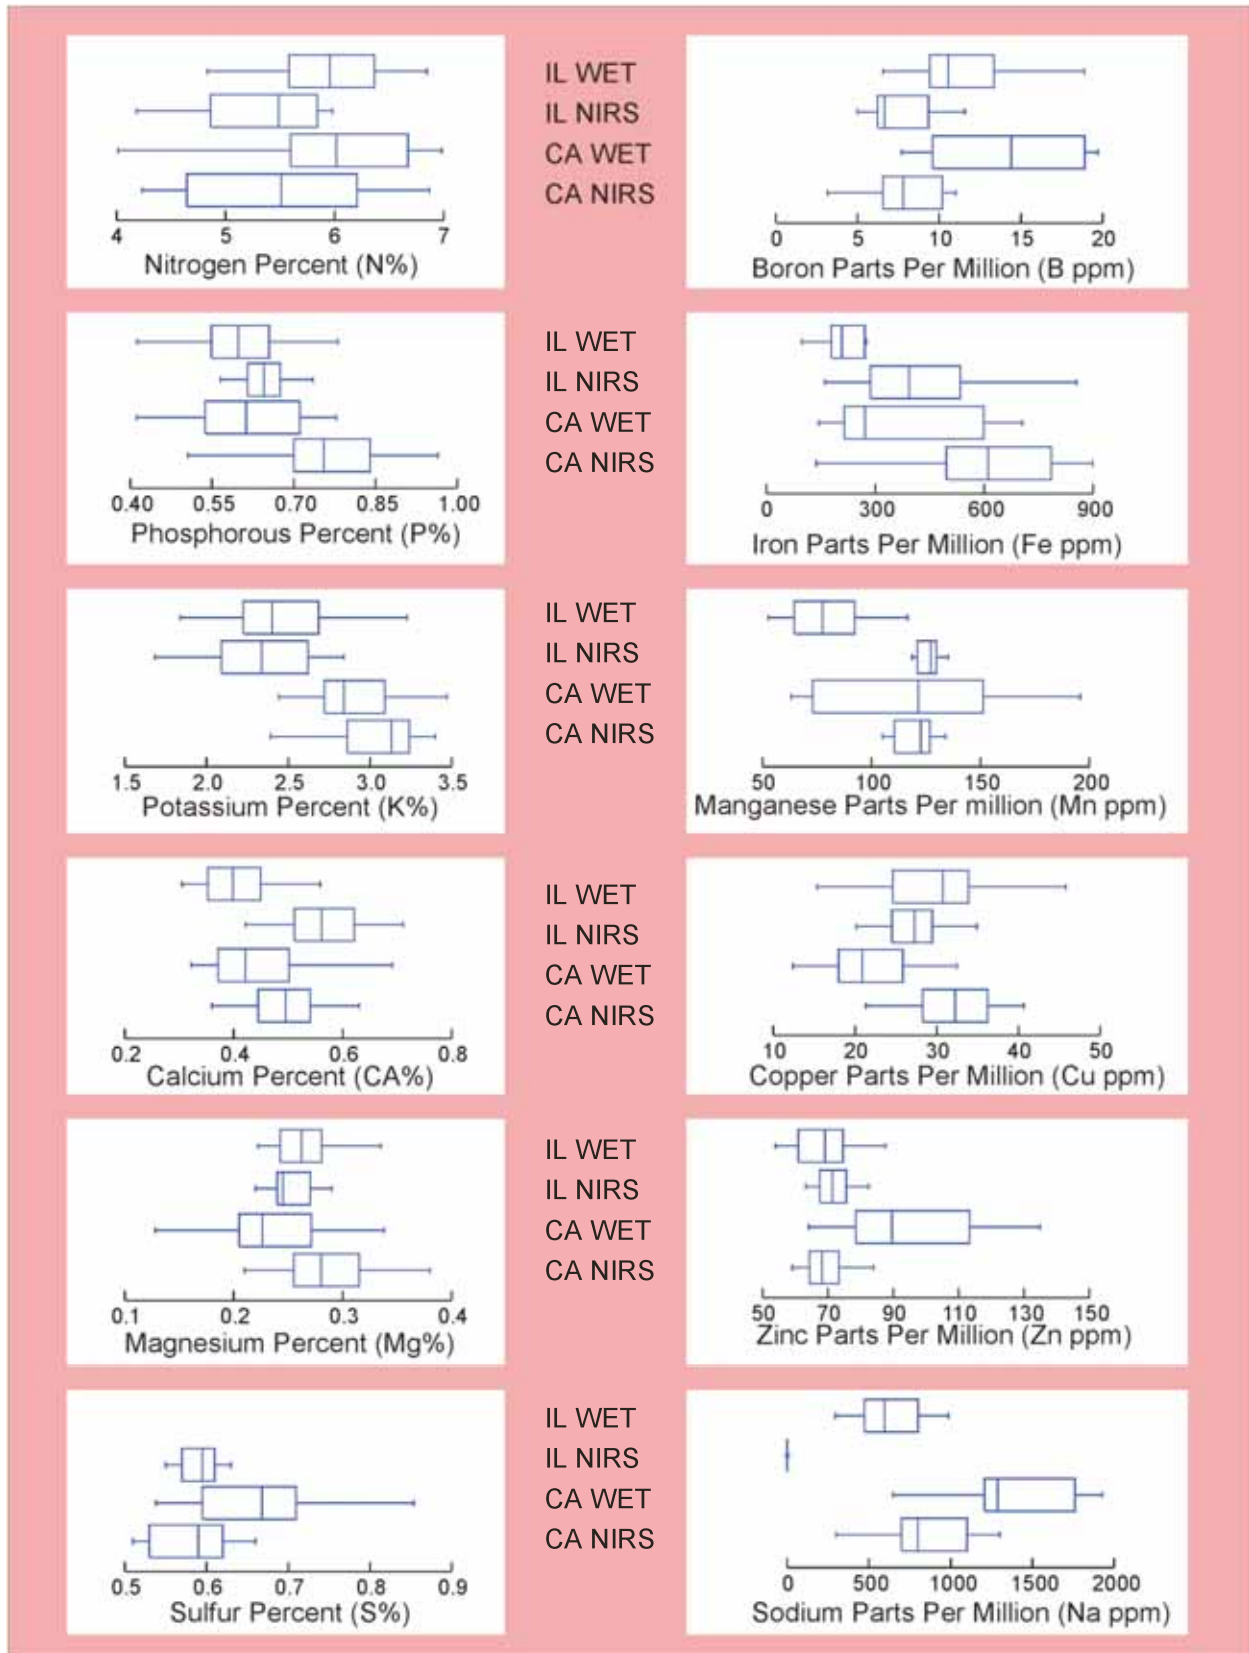 IL WET
IL NIRS
CA WET
CA NIRS
4 5 6 7
Nitrogen Percent (N%)
0 5 10 15 20
Boron Parts Per Million (B ppm)
IL WET
IL NIRS
CA WET
CA NIRS
0.40 0.55 0.70 0.85 1.00
Phosphorous Percent (P%)
0 300 600 900
Iron Parts Per Million (Fe ppm)
IL WET
IL NIRS
CA WET
CA NIRS
1.5 2.0 2.5 3.0 3.5
Potassium Percent (K%)
50 100 150 200
Manganese Parts Per million (Mn ppm)
IL WET
IL NIRS
CA WET
CA NIRS
0.2 0.4 0.6 0.8
Calcium Percent (CA%)
10 20 30 40 50
Copper Parts Per Million (Cu ppm)
IL WET
IL NIRS
CA WET
CA NIRS
0.1 0.2 0.3 0.4
Magnesium Percent (Mg%)
50 70 90 110 130 150
Zinc Parts Per Million (Zn ppm)
IL WET
IL NIRS
CA WET
CA NIRS
0.5 0.6 0.7 0.8 0.9
Sulfur Percent (S%)
0 500 1000 1500 2000
Sodium Parts Per Million (Na ppm)